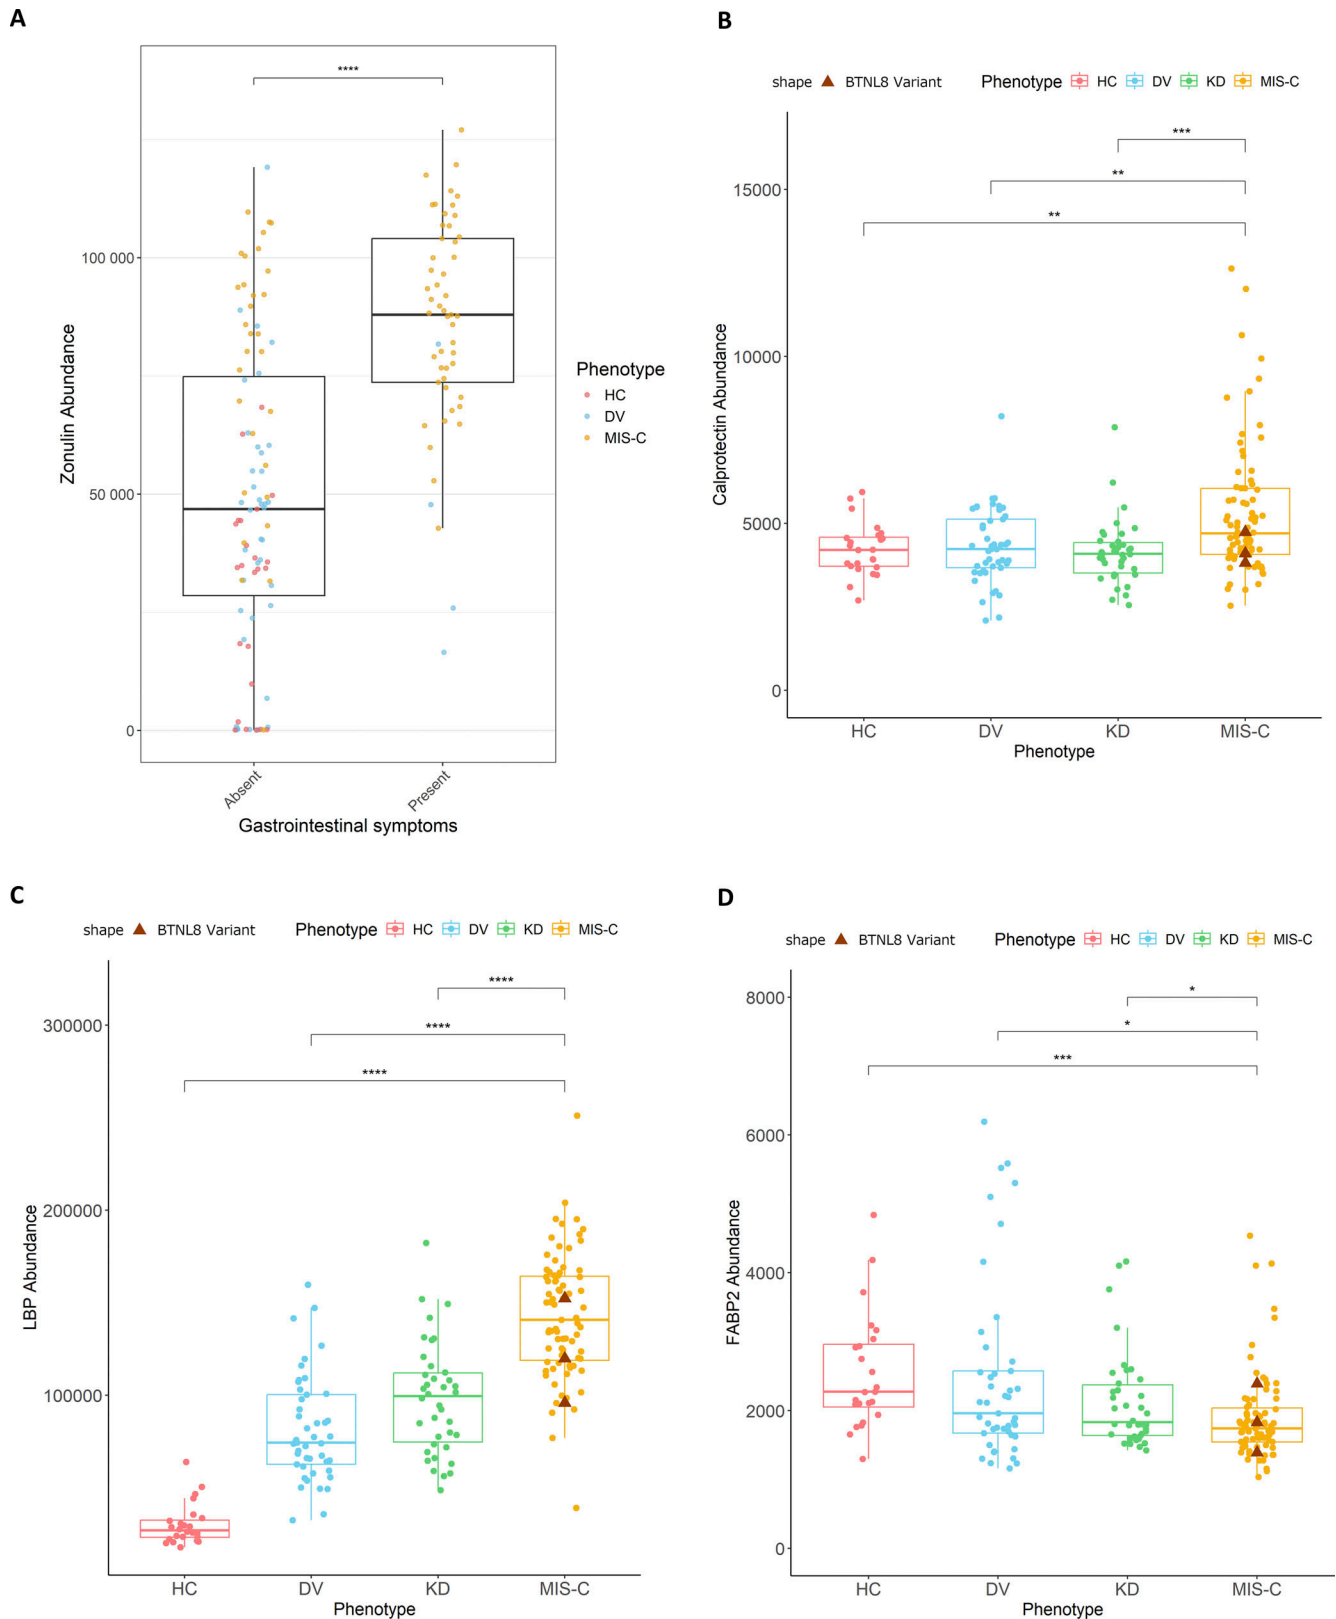 A
****
100 000
50 000
0
Zonulin Abundance
Absent
Present
Gastrointestinal symptoms
Phenotype
HC
DV
MIS-C
B
shape BTNL8 Variant Phenotype HC DV KD MIS-C
***
**
**
15000
10000
5000
0
Calprotectin Abundance
HC DV KD MIS-C
Phenotype
C
shape BTNL8 Variant Phenotype HC DV KD MIS-C
****
****
****
300000
200000
100000
LBP Abundance
HC DV KD MIS-C
Phenotype
D
shape BTNL8 Variant Phenotype HC DV KD MIS-C
*
*
***
8000
6000
4000
2000
0
FABP2 Abundance
HC DV KD MIS-C
Phenotype